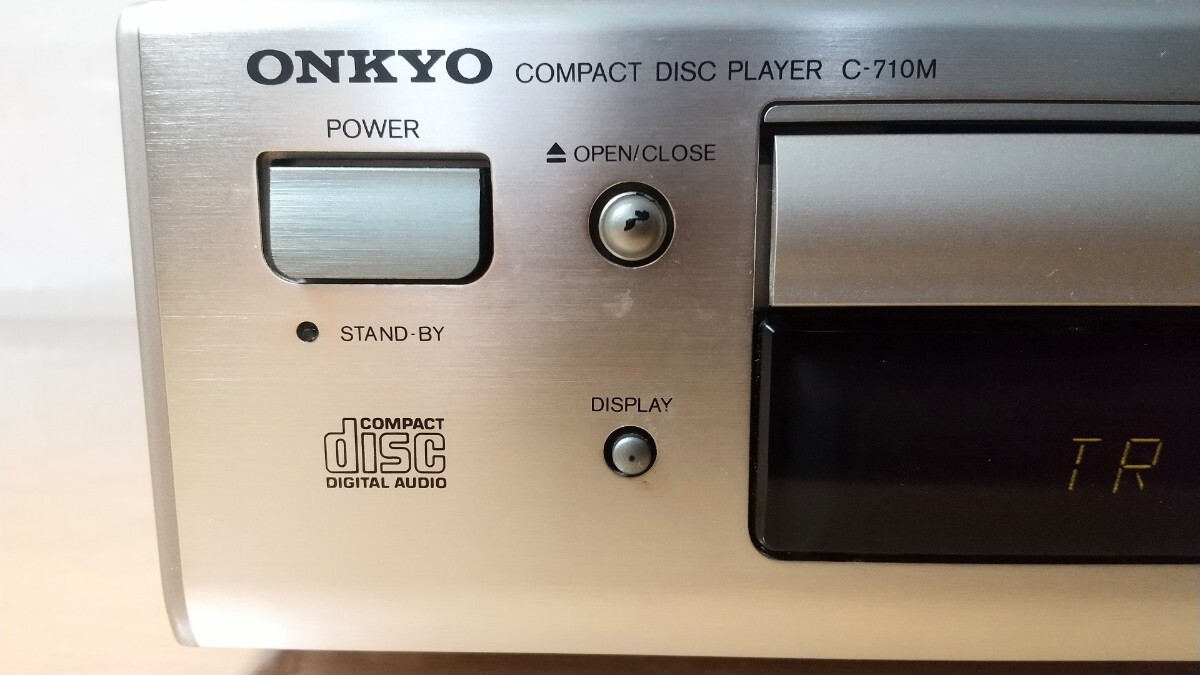 ONKYO COMPACT DISC PLAYER C-710M
POWER
⏏ OPEN/CLOSE
STAND-BY
DISPLAY
COMPACT
disc
DIGITAL AUDIO
TR